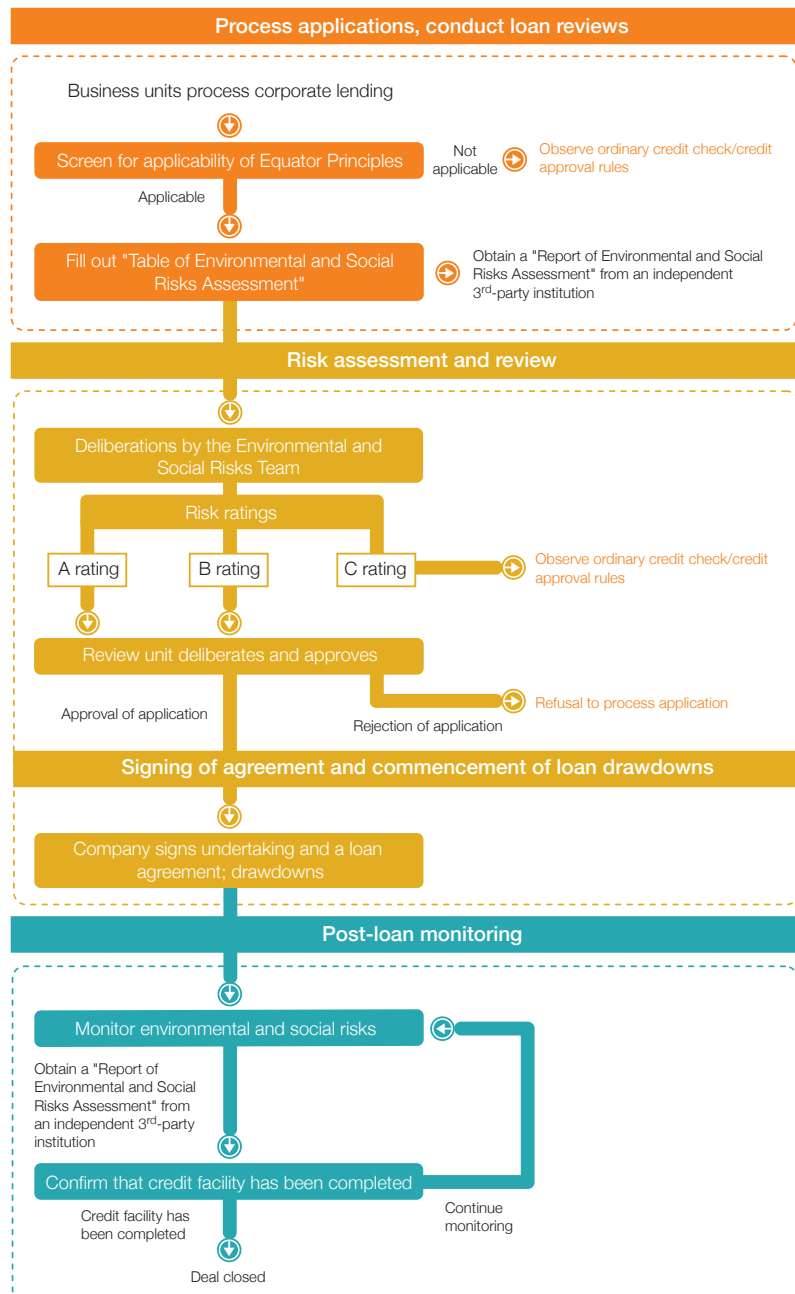 Process applications, conduct loan reviews
Business units process corporate lending
Screen for applicability of Equator Principles
Not
applicable
Observe ordinary credit check/credit
approval rules
Applicable
Fill out "Table of Environmental and Social
Risks Assessment"
Obtain a "Report of Environmental and Social
Risks Assessment" from an independent
3rd-party institution
Risk assessment and review
Deliberations by the Environmental and
Social Risks Team
Risk ratings
A rating
B rating
C rating
Observe ordinary credit check/credit
approval rules
Review unit deliberates and approves
Approval of application
Rejection of application
Refusal to process application
Signing of agreement and commencement of loan drawdowns
Company signs undertaking and a loan
agreement; drawdowns
Post-loan monitoring
Monitor environmental and social risks
Obtain a "Report of
Environmental and Social
Risks Assessment" from
an independent 3rd-party
institution
Confirm that credit facility has been completed
Credit facility has
been completed
Continue
monitoring
Deal closed